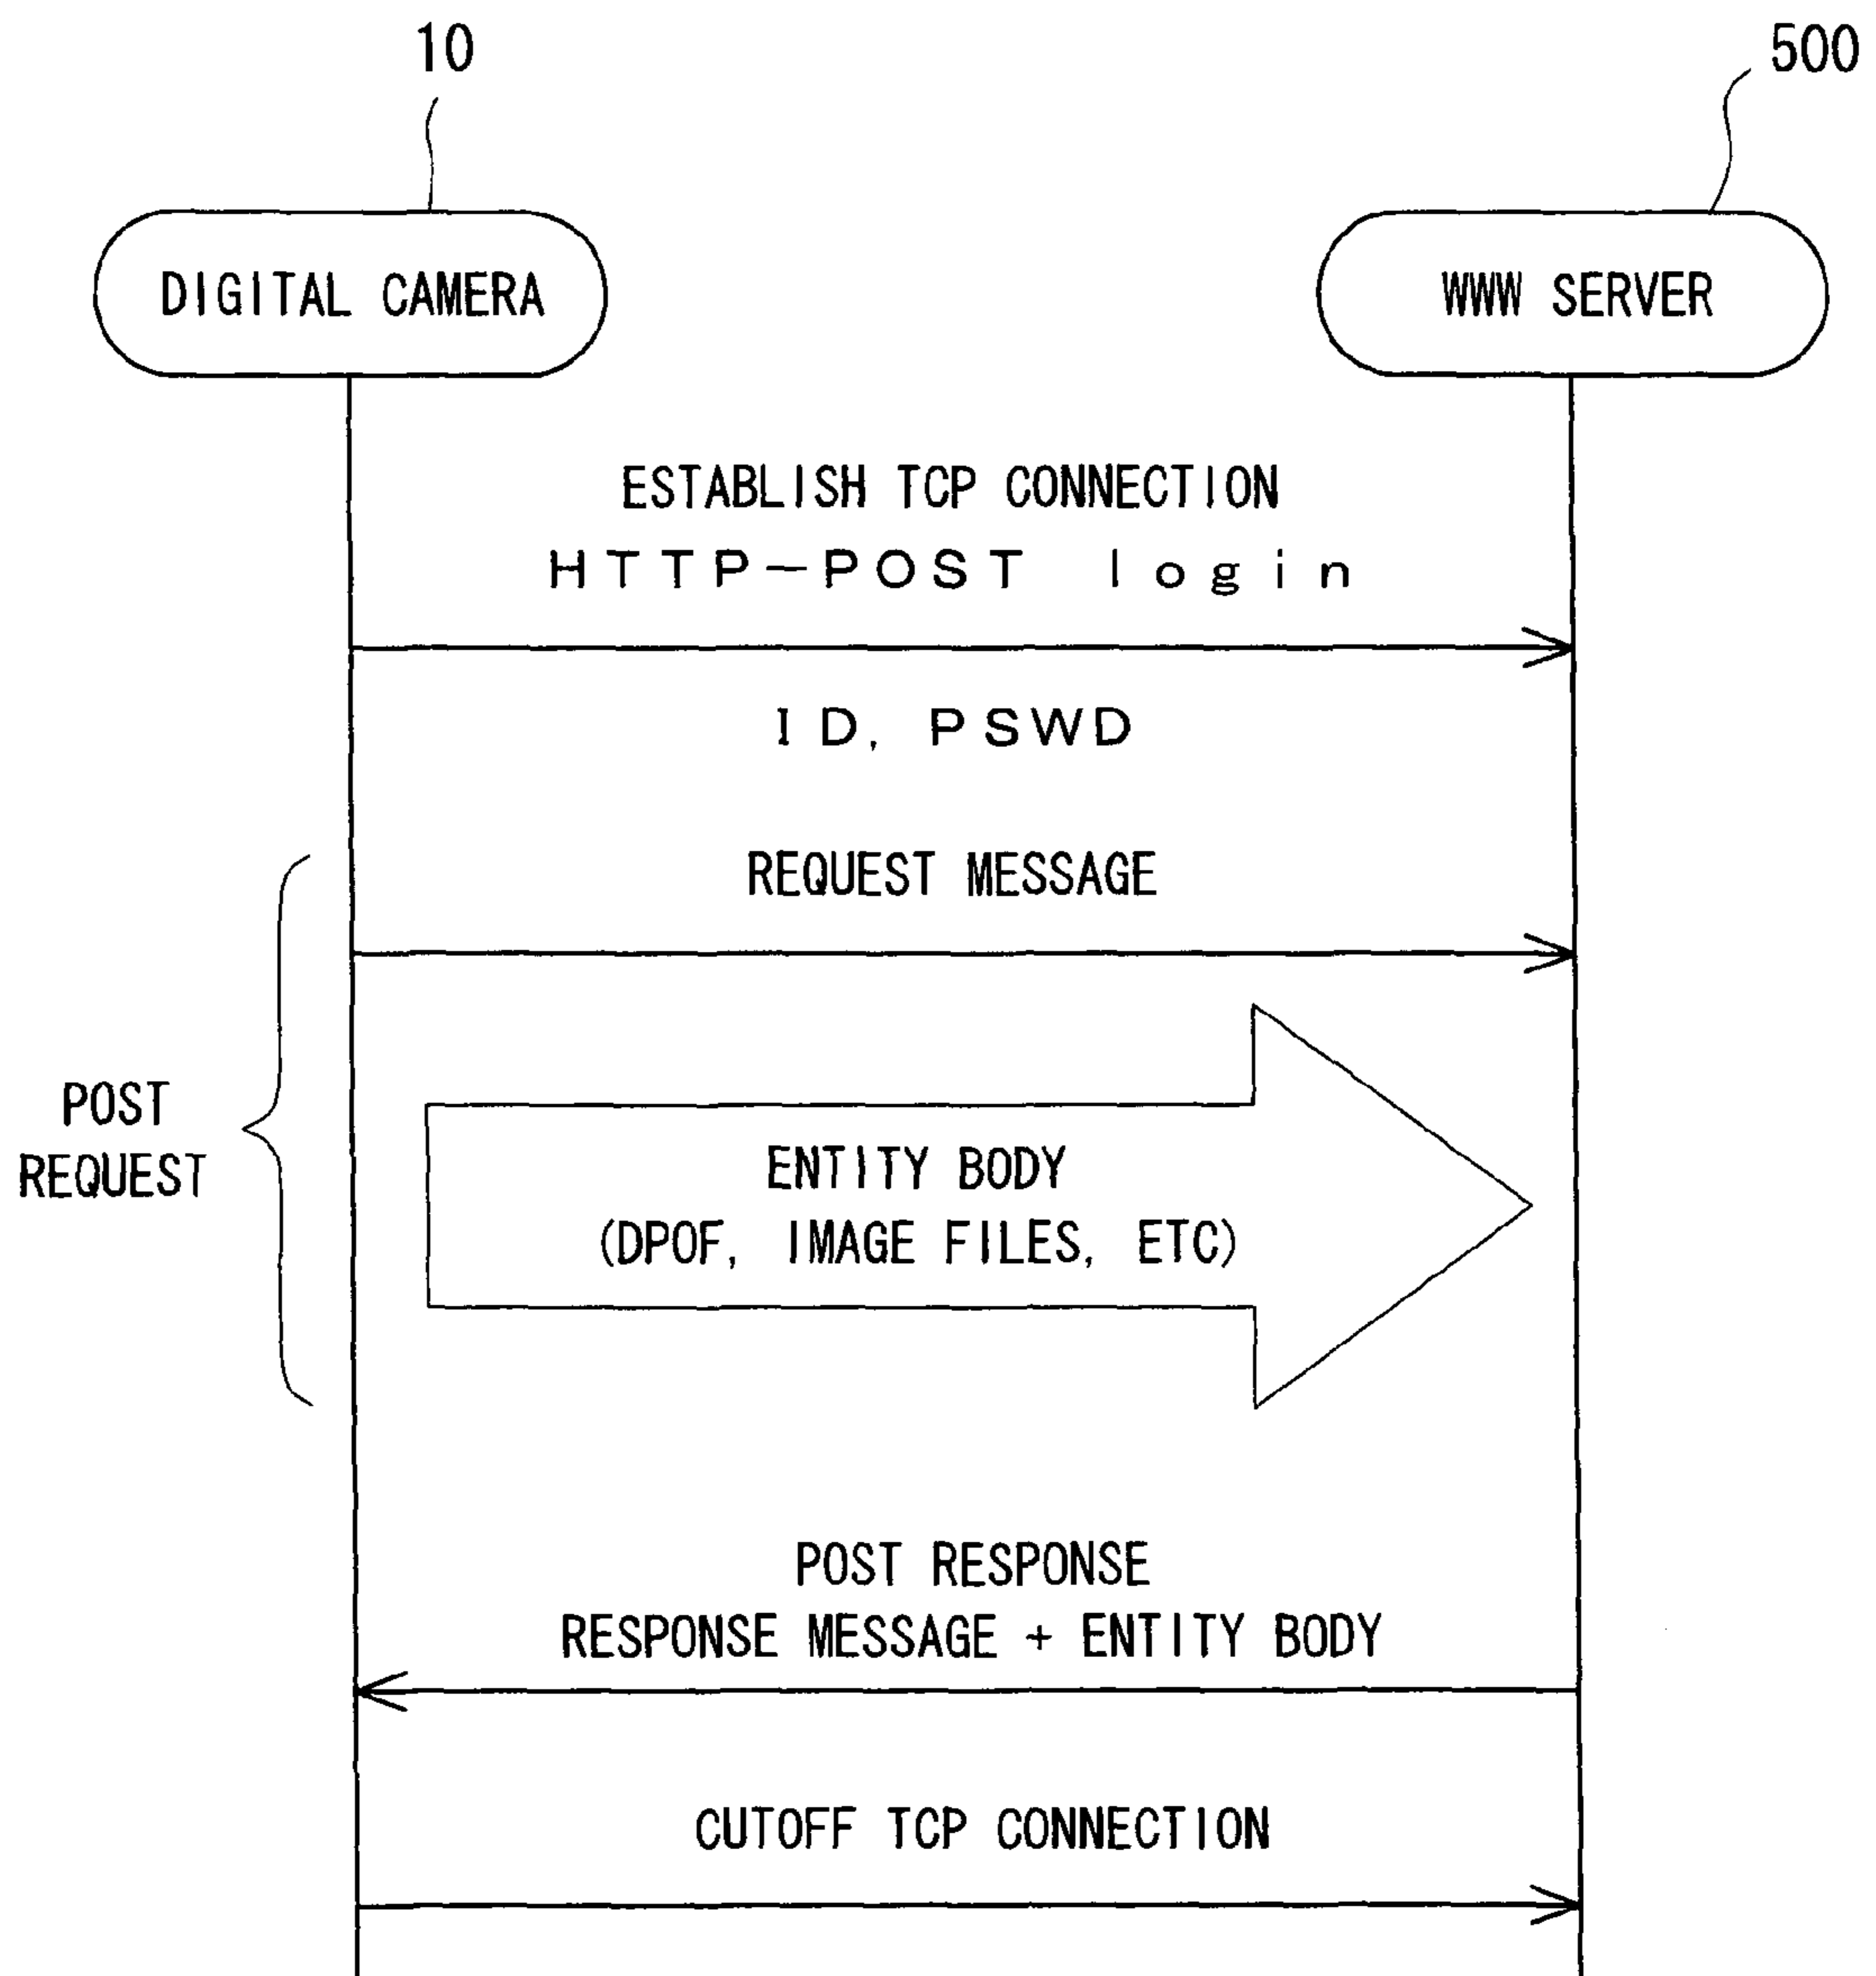 10
500
DIGITAL CAMERA
WWW SERVER
ESTABLISH TCP CONNECTION
HTTP-POST login
ID, PSWD
REQUEST MESSAGE
POST
REQUEST
ENTITY BODY
(DPOF, IMAGE FILES, ETC)
POST RESPONSE
RESPONSE MESSAGE + ENTITY BODY
CUTOFF TCP CONNECTION